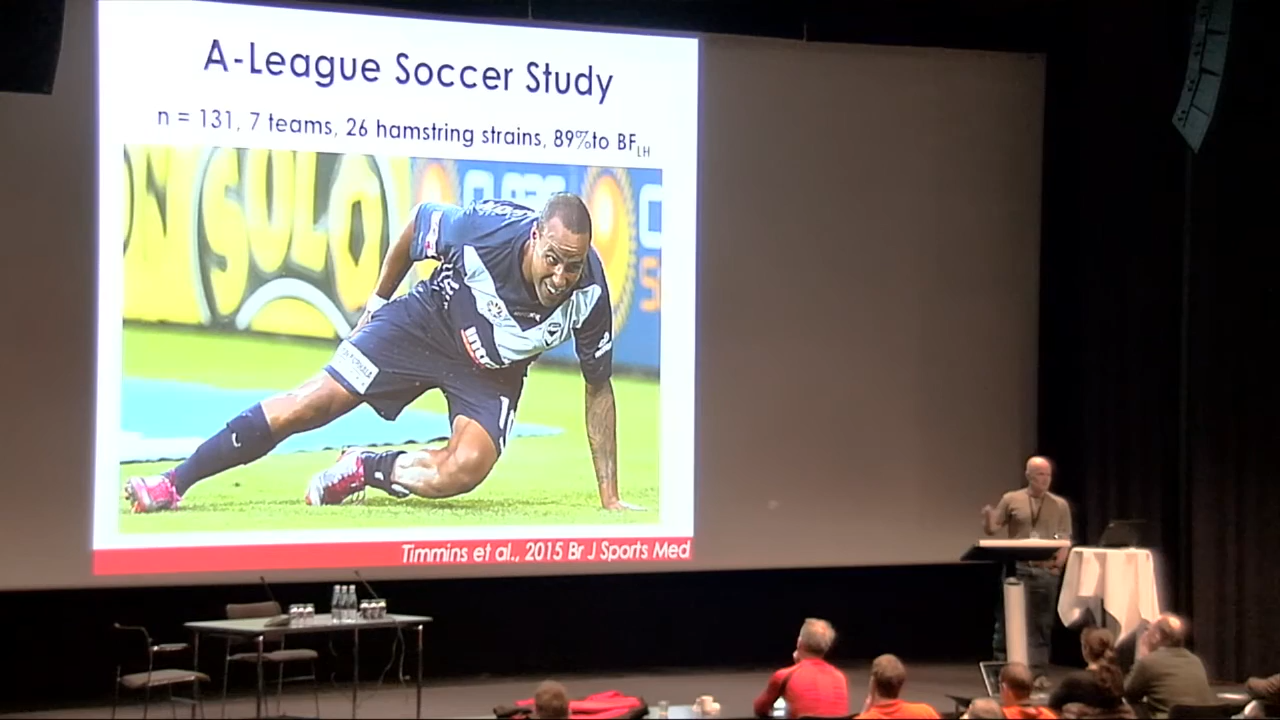 A-League Soccer Study
n = 131, 7 teams, 26 hamstring strains, 89%to BFLH
SOLO
Timmins et al., 2015 Br J Sports Med